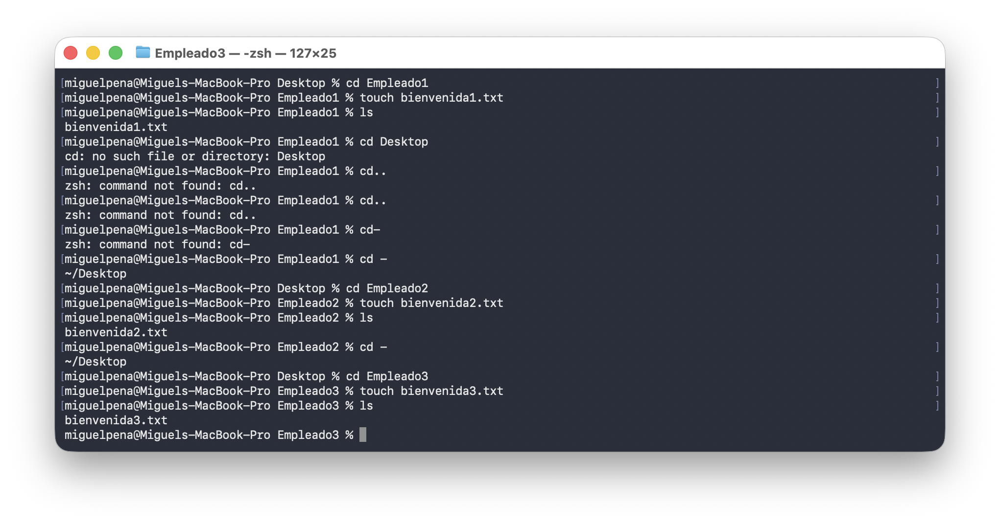 Empleado3 — -zsh — 127×25
[miguelpena@Miguels-MacBook-Pro Desktop % cd Empleado1 ]
[miguelpena@Miguels-MacBook-Pro Empleado1 % touch bienvenida1.txt ]
[miguelpena@Miguels-MacBook-Pro Empleado1 % ls ]
bienvenida1.txt
[miguelpena@Miguels-MacBook-Pro Empleado1 % cd Desktop ]
cd: no such file or directory: Desktop
[miguelpena@Miguels-MacBook-Pro Empleado1 % cd.. ]
zsh: command not found: cd..
[miguelpena@Miguels-MacBook-Pro Empleado1 % cd.. ]
zsh: command not found: cd..
[miguelpena@Miguels-MacBook-Pro Empleado1 % cd- ]
zsh: command not found: cd-
[miguelpena@Miguels-MacBook-Pro Empleado1 % cd - ]
~/Desktop
[miguelpena@Miguels-MacBook-Pro Desktop % cd Empleado2 ]
[miguelpena@Miguels-MacBook-Pro Empleado2 % touch bienvenida2.txt ]
[miguelpena@Miguels-MacBook-Pro Empleado2 % ls ]
bienvenida2.txt
[miguelpena@Miguels-MacBook-Pro Empleado2 % cd - ]
~/Desktop
[miguelpena@Miguels-MacBook-Pro Desktop % cd Empleado3 ]
[miguelpena@Miguels-MacBook-Pro Empleado3 % touch bienvenida3.txt ]
[miguelpena@Miguels-MacBook-Pro Empleado3 % ls ]
bienvenida3.txt
miguelpena@Miguels-MacBook-Pro Empleado3 %